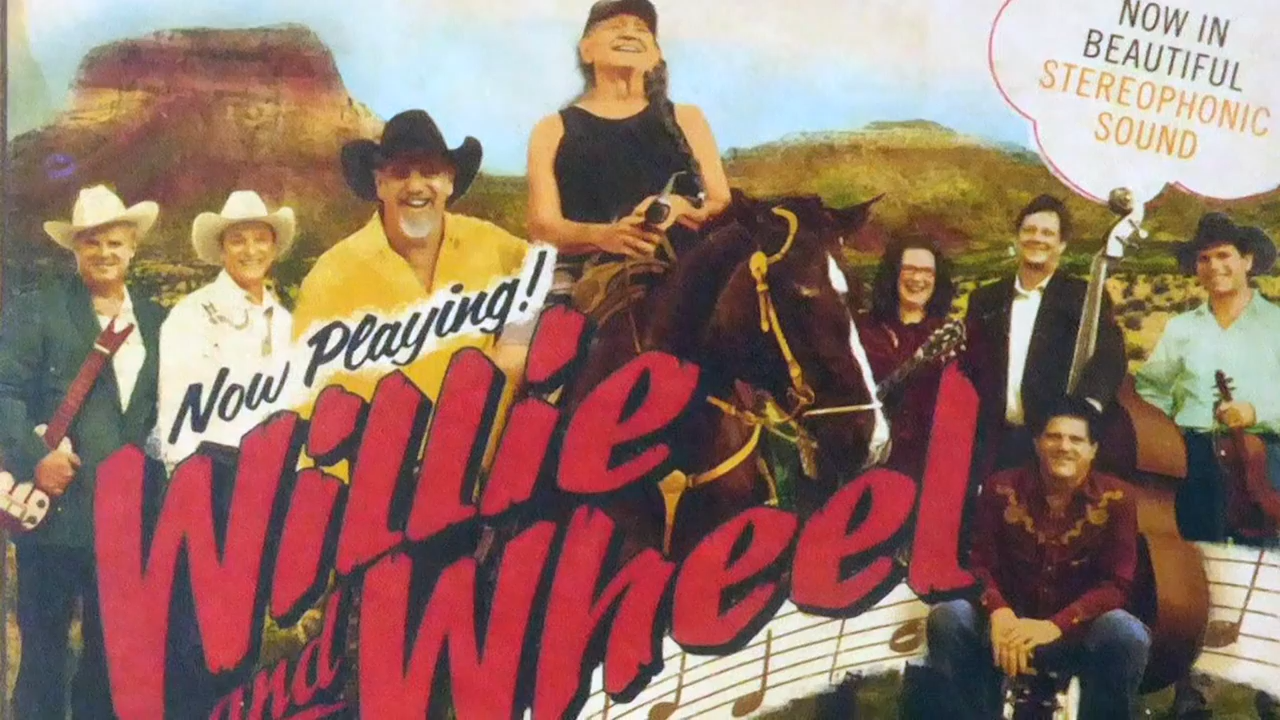 NOW IN
BEAUTIFUL
STEREOPHONIC
SOUND
Now Playing!
Willie
and
Wheel